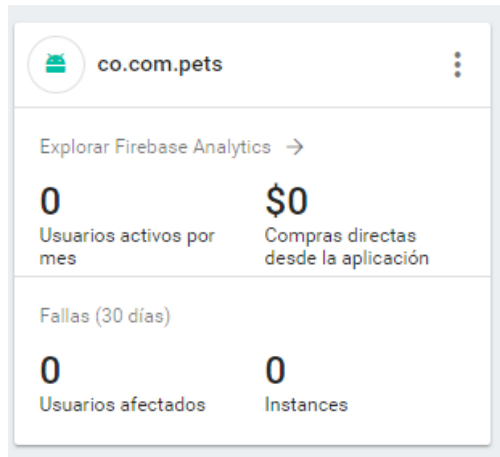 co.com.pets
Explorar Firebase Analytics →
0
Usuarios activos por
mes
$0
Compras directas
desde la aplicación
Fallas (30 días)
0
Usuarios afectados
0
Instances